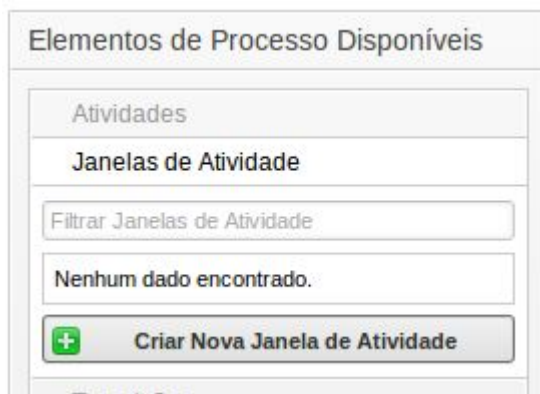 Elementos de Processo Disponíveis
Atividades
Janelas de Atividade
Filtrar Janelas de Atividade
Nenhum dado encontrado.
Criar Nova Janela de Atividade